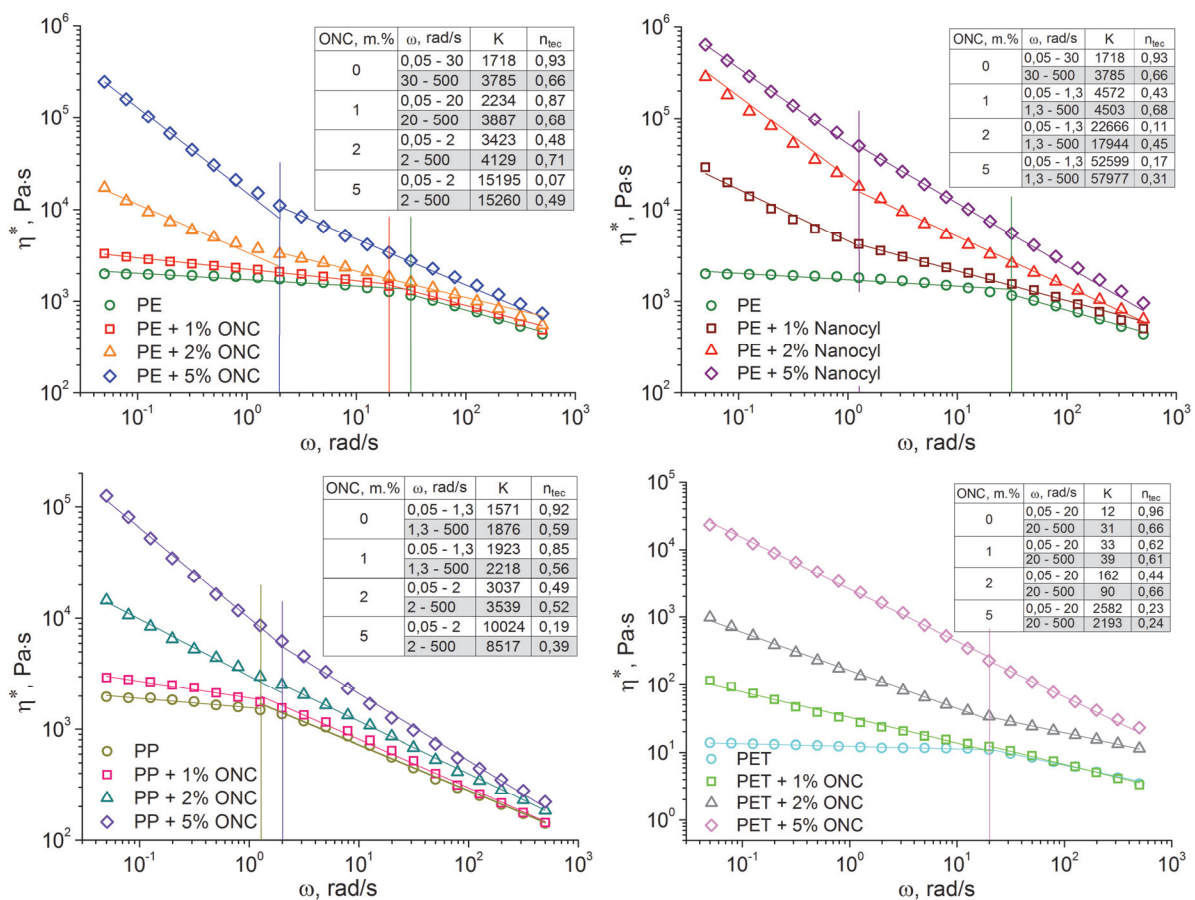 ONC, m.% ω, rad/s K n_tec
0 0,05 - 30 1718 0,93
30 - 500 3785 0,66
1 0,05 - 20 2234 0,87
20 - 500 3887 0,68
2 0,05 - 2 3423 0,48
2 - 500 4129 0,71
5 0,05 - 2 15195 0,07
2 - 500 15260 0,49
10^6
10^5
10^4
10^3
10^2
η*, Pa·s
PE
PE + 1% ONC
PE + 2% ONC
PE + 5% ONC
10^-1 10^0 10^1 10^2 10^3
ω, rad/s
ONC, m.% ω, rad/s K n_tec
0 0,05 - 30 1718 0,93
30 - 500 3785 0,66
1 0,05 - 1,3 4572 0,43
1,3 - 500 4503 0,68
2 0,05 - 1,3 22666 0,11
1,3 - 500 17944 0,45
5 0,05 - 1,3 52599 0,17
1,3 - 500 57977 0,31
10^6
10^5
10^4
10^3
10^2
η*, Pa·s
PE
PE + 1% Nanocyl
PE + 2% Nanocyl
PE + 5% Nanocyl
10^-1 10^0 10^1 10^2 10^3
ω, rad/s
ONC, m.% ω, rad/s K n_tec
0 0,05 - 1,3 1571 0,92
1,3 - 500 1876 0,59
1 0,05 - 1,3 1923 0,85
1,3 - 500 2218 0,56
2 0,05 - 2 3037 0,49
2 - 500 3539 0,52
5 0,05 - 2 10024 0,19
2 - 500 8517 0,39
10^5
10^4
10^3
10^2
η*, Pa·s
PP
PP + 1% ONC
PP + 2% ONC
PP + 5% ONC
10^-1 10^0 10^1 10^2 10^3
ω, rad/s
ONC, m.% ω, rad/s K n_tec
0 0,05 - 20 12 0,96
20 - 500 31 0,66
1 0,05 - 20 33 0,62
20 - 500 39 0,61
2 0,05 - 20 162 0,44
20 - 500 90 0,66
5 0,05 - 20 2582 0,23
20 - 500 2193 0,24
10^5
10^4
10^3
10^2
10^1
10^0
η*, Pa·s
PET
PET + 1% ONC
PET + 2% ONC
PET + 5% ONC
10^-1 10^0 10^1 10^2 10^3
ω, rad/s